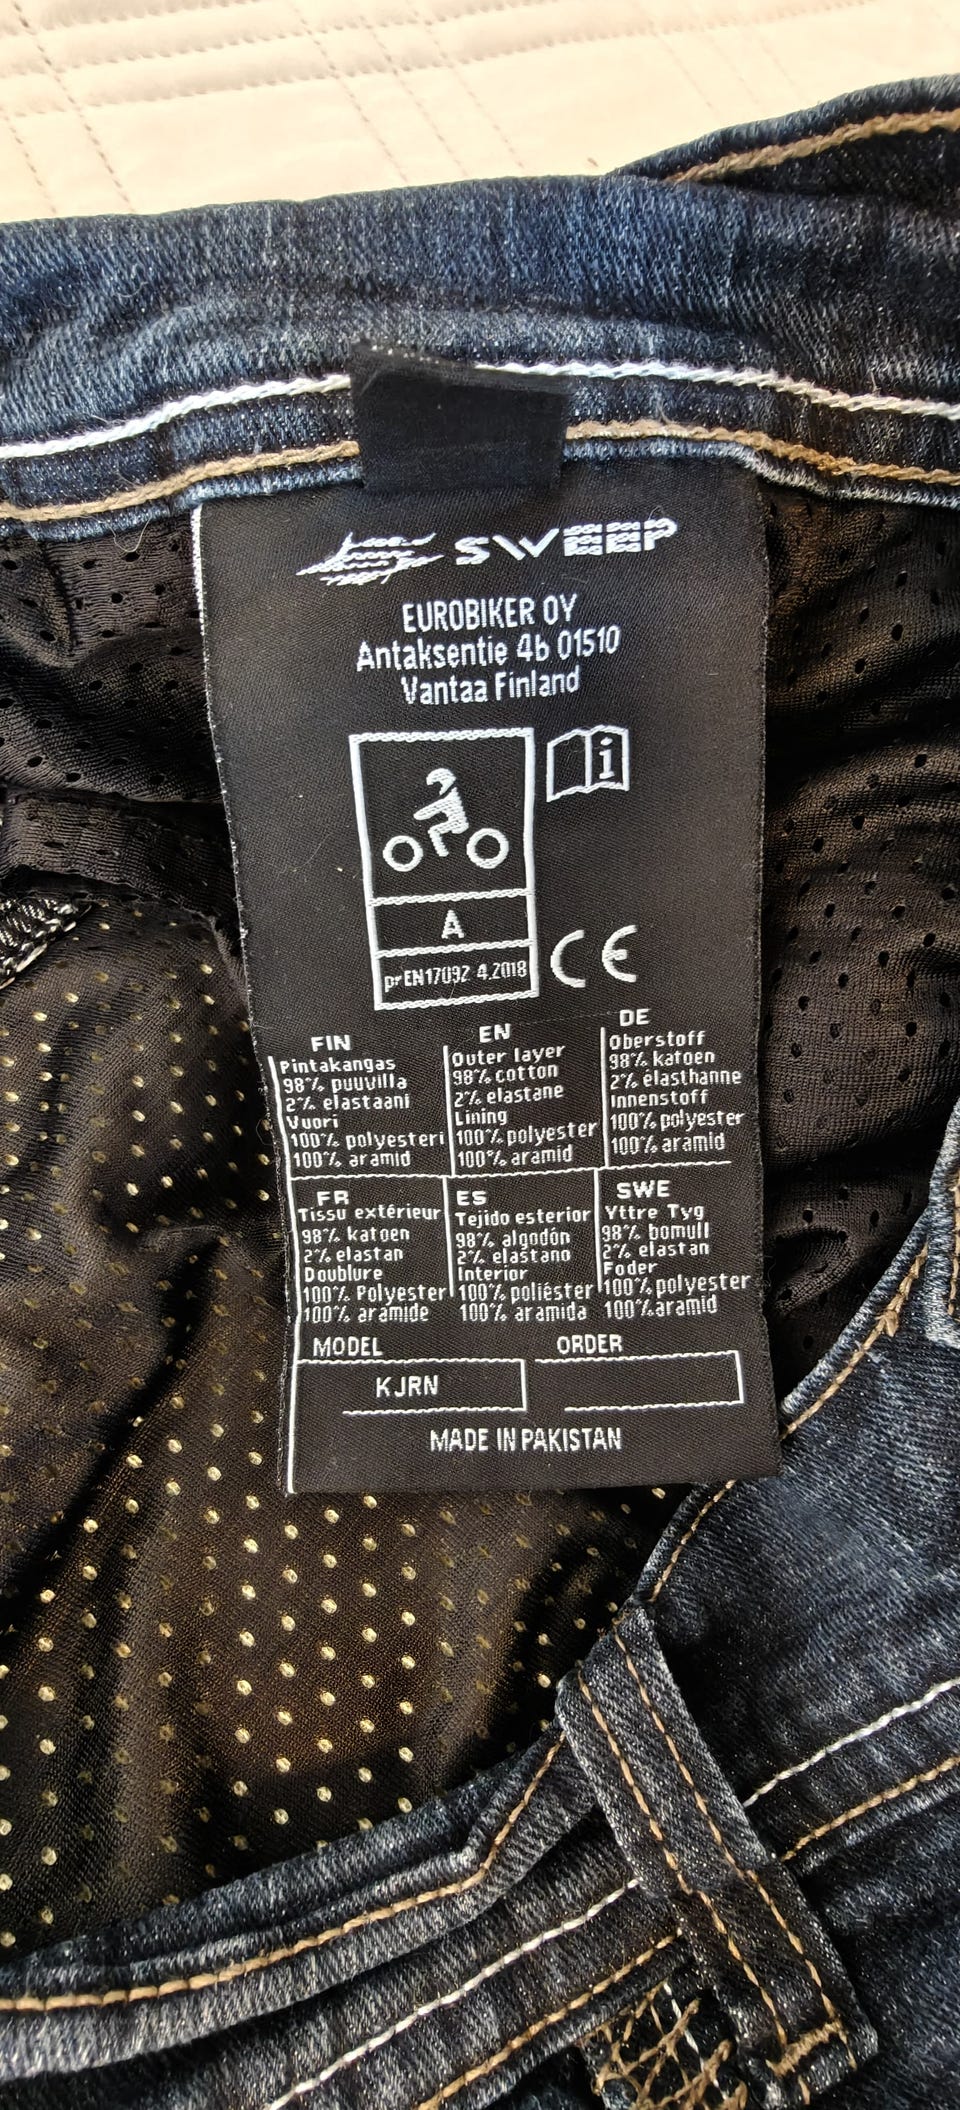 SWEEP
EUROBIKER OY
Antaksentie 4b 01510
Vantaa Finland
i
A
prEN17092-4.2018
CE
FIN
Pintakangas
98% puuvilla
2% elastaani
Vuori
100% polyesteri
100% aramid
EN
Outer layer
98% cotton
2% elastane
Lining
100% polyester
100% aramid
DE
Oberstoff
98% katoen
2% elasthanne
Innenstoff
100% polyester
100% aramid
FR
Tissu extérieur
98% katoen
2% elastan
Doublure
100% Polyester
100% aramide
ES
Tejido esterior
98% algodón
2% elastano
Interior
100% poliéster
100% aramida
SWE
Yttre Tyg
98% bomull
2% elastan
Foder
100% polyester
100% aramid
MODEL
KJRN
ORDER
MADE IN PAKISTAN